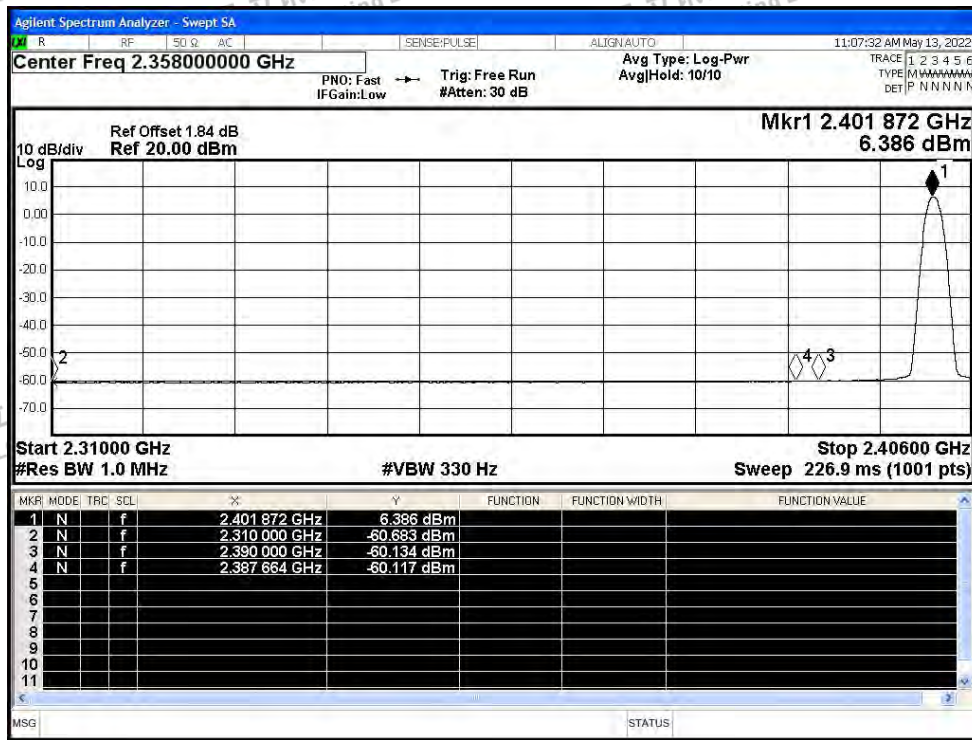 Agilent Spectrum Analyzer - Swept SA
LXI R RF 50 Ω AC SENSE:PULSE ALIGNAUTO 11:07:32 AM May 13, 2022
Center Freq 2.358000000 GHz
PNO: Fast
IFGain:Low
Trig: Free Run
#Atten: 30 dB
Avg Type: Log-Pwr
Avg|Hold: 10/10
TRACE 1 2 3 4 5 6
TYPE M
DET P N N N N N
Mkr1 2.401 872 GHz
6.386 dBm
Ref Offset 1.84 dB
10 dB/div Ref 20.00 dBm
Log
1
10.0
0.00
-10.0
-20.0
-30.0
-40.0
-50.0
2 4 3
-60.0
-70.0
Start 2.31000 GHz Stop 2.40600 GHz
#Res BW 1.0 MHz #VBW 330 Hz Sweep 226.9 ms (1001 pts)
MKR MODE TRC SCL X Y FUNCTION FUNCTION WIDTH FUNCTION VALUE
1 N f 2.401 872 GHz 6.386 dBm
2 N f 2.310 000 GHz -60.683 dBm
3 N f 2.390 000 GHz -60.134 dBm
4 N f 2.387 664 GHz -60.117 dBm
5
6
7
8
9
10
11
MSG STATUS